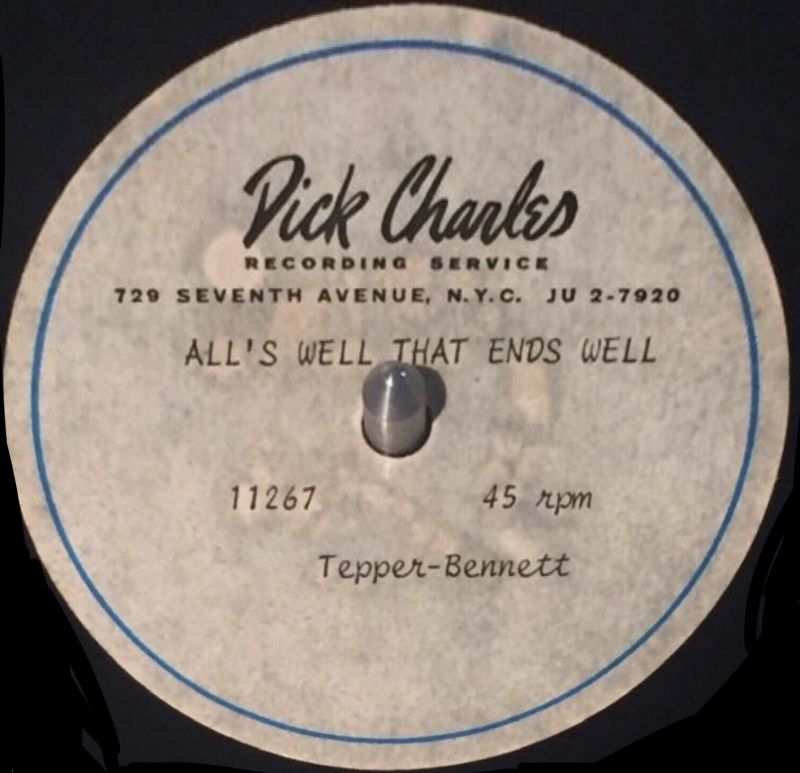 Dick Charles
RECORDING SERVICE
729 SEVENTH AVENUE, N.Y.C. JU 2-7920
ALL'S WELL THAT ENDS WELL
11267 45 rpm
Tepper-Bennett